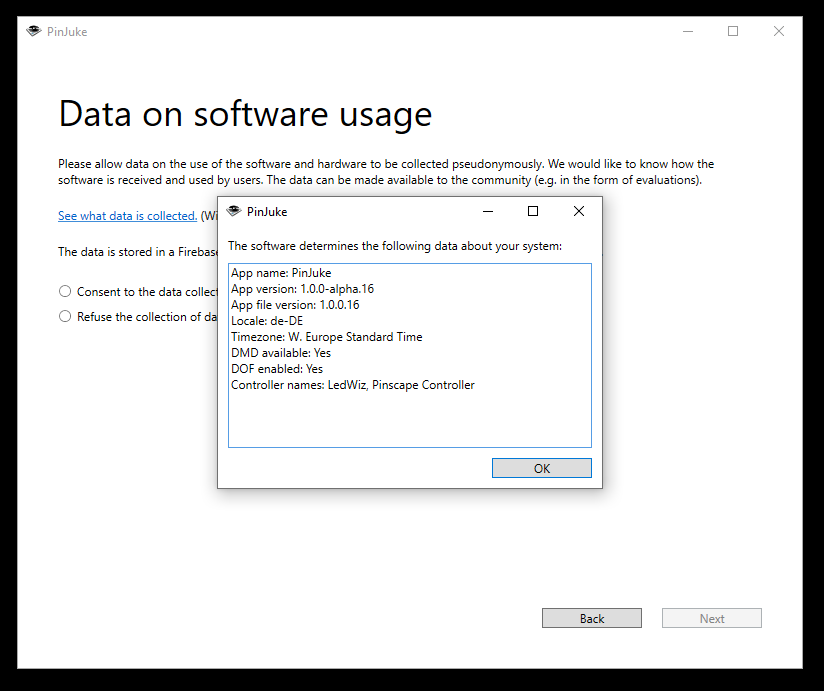 PinJuke
Data on software usage
Please allow data on the use of the software and hardware to be collected pseudonymously. We would like to know how the
software is received and used by users. The data can be made available to the community (e.g. in the form of evaluations).
See what data is collected. (Wi
The data is stored in a Firebase
Consent to the data collect
Refuse the collection of da
PinJuke
The software determines the following data about your system:
App name: PinJuke
App version: 1.0.0-alpha.16
App file version: 1.0.0.16
Locale: de-DE
Timezone: W. Europe Standard Time
DMD available: Yes
DOF enabled: Yes
Controller names: LedWiz, Pinscape Controller
OK
Back
Next